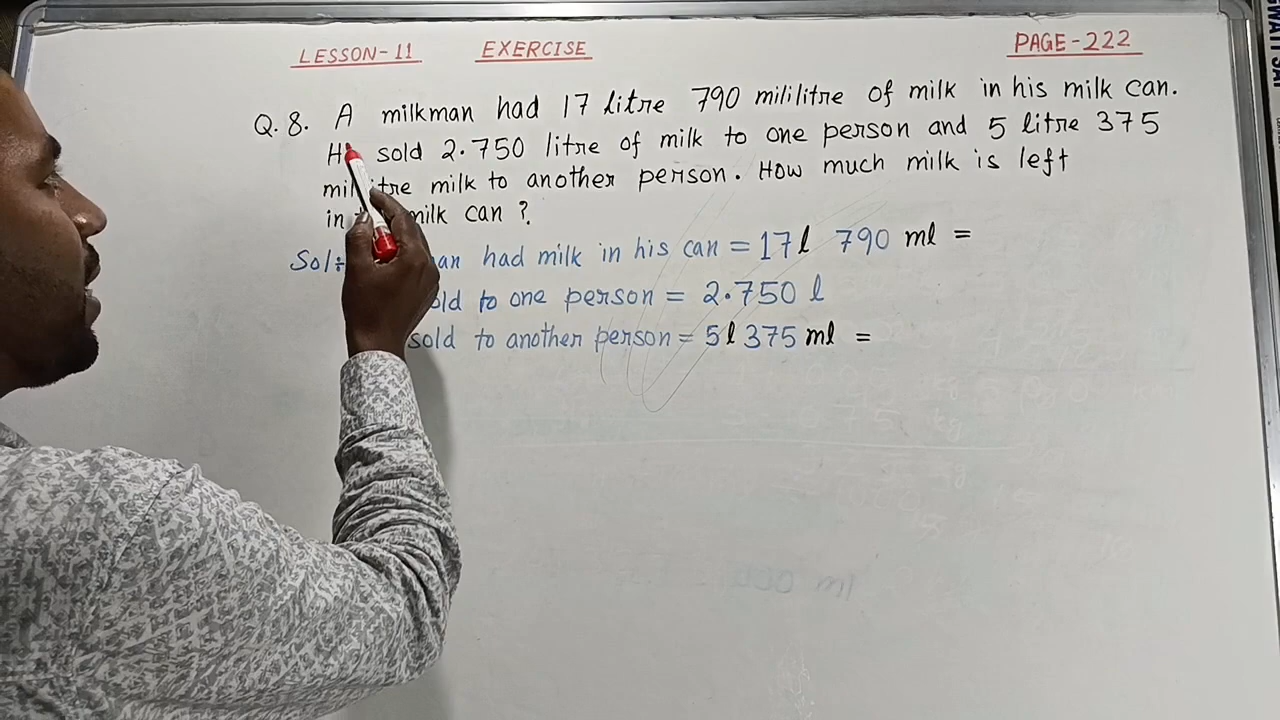 LESSON-11 EXERCISE PAGE-222
Q. 8. A milkman had 17 litre 790 mililitre of milk in his milk can.
sold 2.750 litre of milk to one person and 5 litre 375
milk to another person. How much milk is left
in milk can ?
Sol:- had milk in his can = 17l 790 ml =
to one person = 2.750 l
sold to another person = 5l 375 ml =